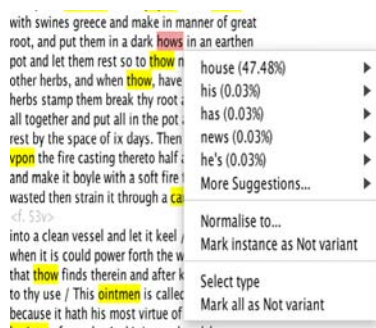 with swines greece and make in manner of great
root, and put them in a dark hows in an earthen
pot and let them rest so to thow n
other herbs, and when thow, have
herbs stamp them break thy root a
all together and put all in the pot
rest by the space of ix days. Then
vpon the fire casting thereto half a
and make it boyle with a soft fire
wasted then strain it through a ca
<f. 53v>
into a clean vessel and let it keel /
when it is could power forth the w
that thow finds therein and after k
to thy use / This ointmen is called
because it hath his most virtue of
house (47.48%)
his (0.03%)
has (0.03%)
news (0.03%)
he's (0.03%)
More Suggestions...
Normalise to...
Mark instance as Not variant
Select type
Mark all as Not variant